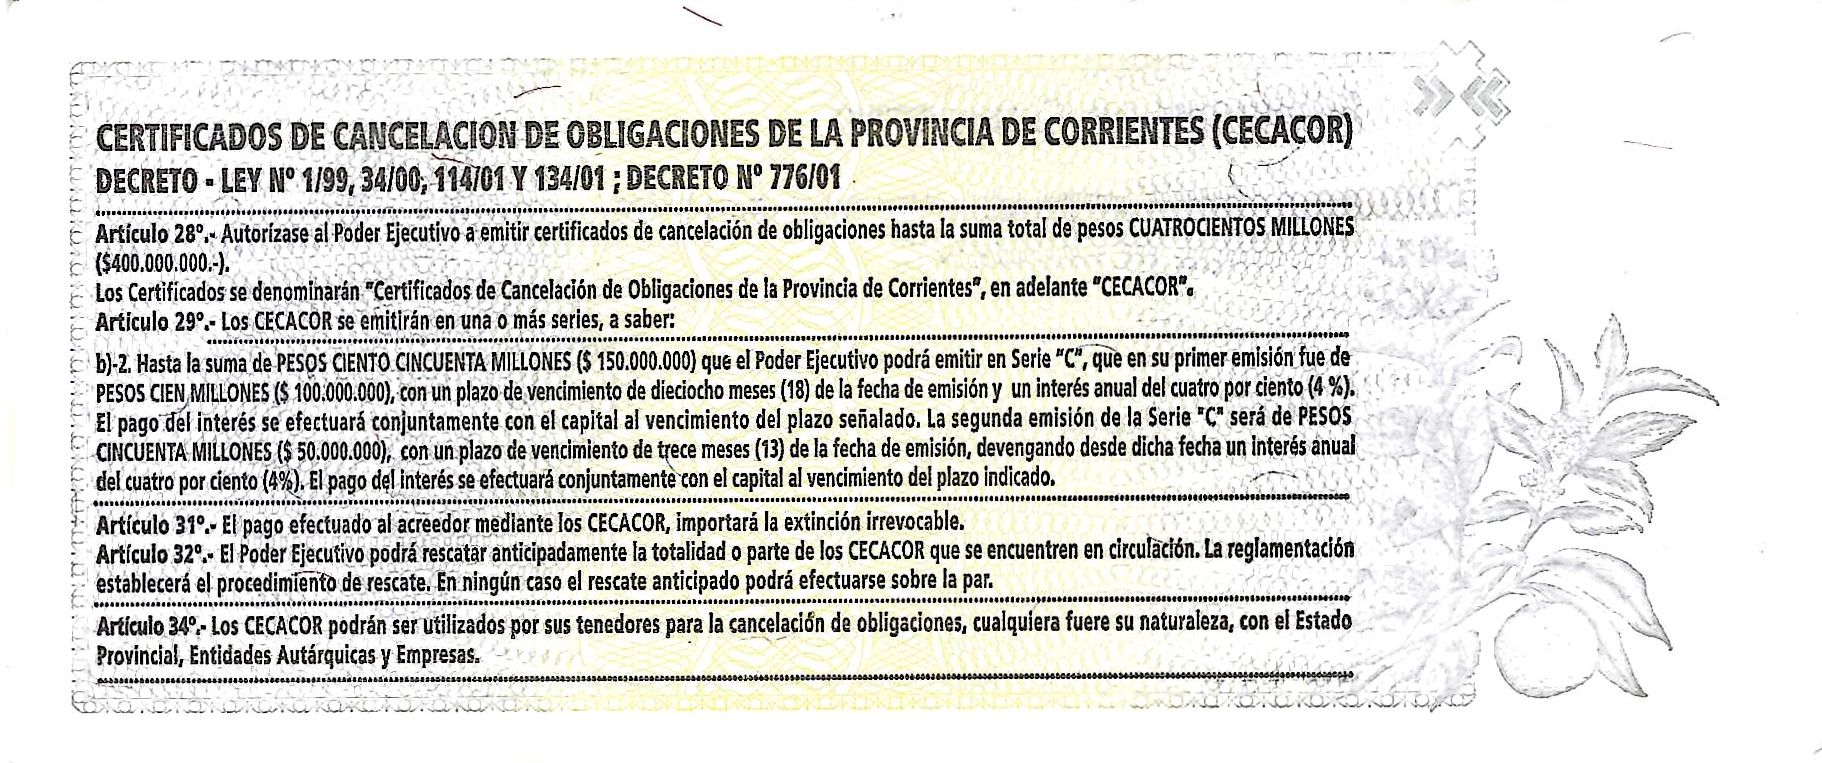 CERTIFICADOS DE CANCELACION DE OBLIGACIONES DE LA PROVINCIA DE CORRIENTES (CECACOR)
DECRETO - LEY Nº 1/99, 34/00, 114/01 Y 134/01 ; DECRETO Nº 776/01
Artículo 28º.- Autorízase al Poder Ejecutivo a emitir certificados de cancelación de obligaciones hasta la suma total de pesos CUATROCIENTOS MILLONES
($400.000.000.-).
Los Certificados se denominarán "Certificados de Cancelación de Obligaciones de la Provincia de Corrientes", en adelante "CECACOR".
Artículo 29º.- Los CECACOR se emitirán en una o más series, a saber:
b)-2. Hasta la suma de PESOS CIENTO CINCUENTA MILLONES ($ 150.000.000) que el Poder Ejecutivo podrá emitir en Serie "C", que en su primer emisión fue de
PESOS CIEN MILLONES ($ 100.000.000), con un plazo de vencimiento de dieciocho meses (18) de la fecha de emisión y un interés anual del cuatro por ciento (4 %).
El pago del interés se efectuará conjuntamente con el capital al vencimiento del plazo señalado. La segunda emisión de la Serie "C" será de PESOS
CINCUENTA MILLONES ($ 50.000.000), con un plazo de vencimiento de trece meses (13) de la fecha de emisión, devengando desde dicha fecha un interés anual
del cuatro por ciento (4%). El pago del interés se efectuará conjuntamente con el capital al vencimiento del plazo indicado.
Artículo 31º.- El pago efectuado al acreedor mediante los CECACOR, importará la extinción irrevocable.
Artículo 32º.- El Poder Ejecutivo podrá rescatar anticipadamente la totalidad o parte de los CECACOR que se encuentren en circulación. La reglamentación
establecerá el procedimiento de rescate. En ningún caso el rescate anticipado podrá efectuarse sobre la par.
Artículo 34º.- Los CECACOR podrán ser utilizados por sus tenedores para la cancelación de obligaciones, cualquiera fuere su naturaleza, con el Estado
Provincial, Entidades Autárquicas y Empresas.